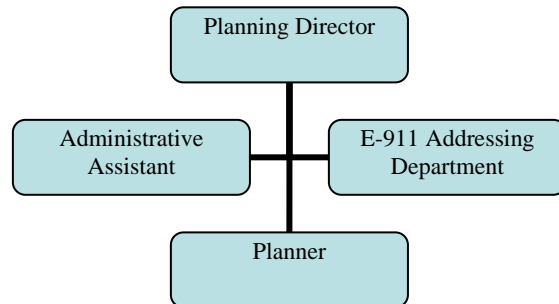 Planning Director
Administrative
Assistant
E-911 Addressing
Department
Planner